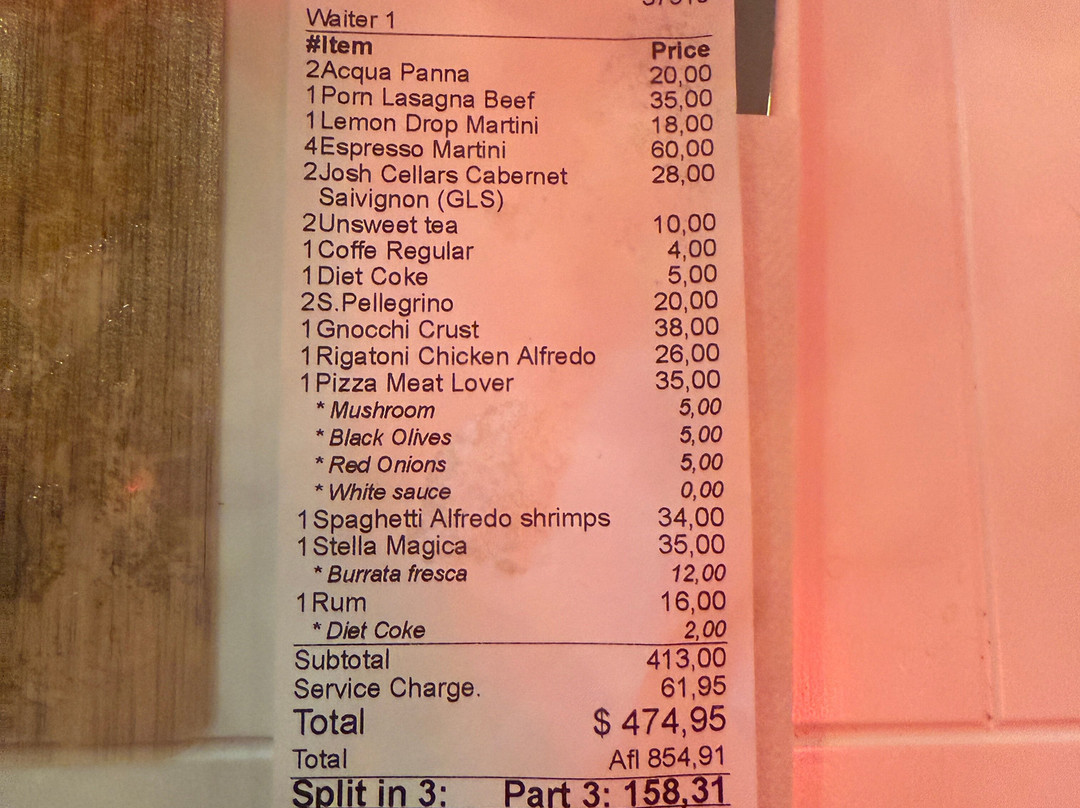 Waiter 1
#Item Price
2Acqua Panna 20,00
1Porn Lasagna Beef 35,00
1Lemon Drop Martini 18,00
4Espresso Martini 60,00
2Josh Cellars Cabernet 28,00
Saivignon (GLS)
2Unsweet tea 10,00
1Coffe Regular 4,00
1Diet Coke 5,00
2S.Pellegrino 20,00
1Gnocchi Crust 38,00
1Rigatoni Chicken Alfredo 26,00
1Pizza Meat Lover 35,00
* Mushroom 5,00
* Black Olives 5,00
* Red Onions 5,00
* White sauce 0,00
1Spaghetti Alfredo shrimps 34,00
1Stella Magica 35,00
* Burrata fresca 12,00
1Rum 16,00
* Diet Coke 2,00
Subtotal 413,00
Service Charge. 61,95
Total $ 474,95
Total Afl 854,91
Split in 3: Part 3: 158,31